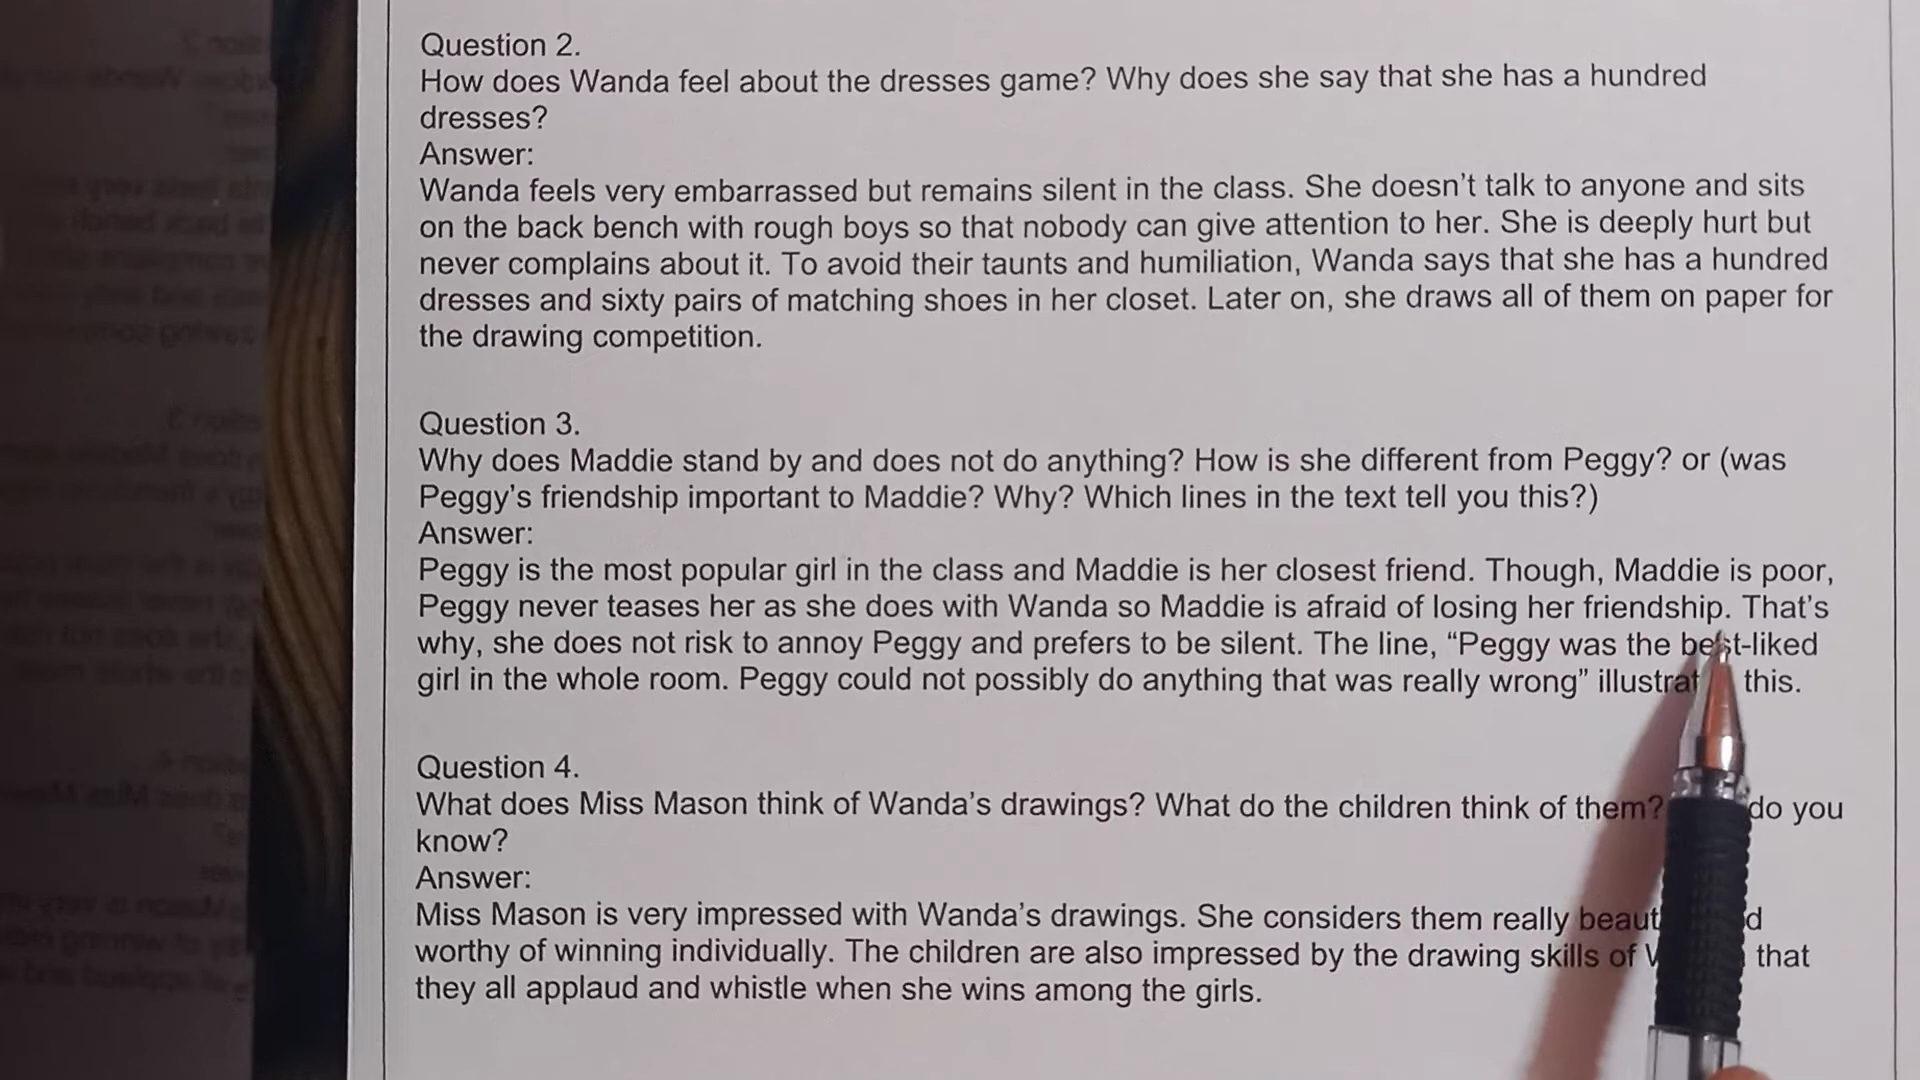 Question 2.
How does Wanda feel about the dresses game? Why does she say that she has a hundred
dresses?
Answer:
Wanda feels very embarrassed but remains silent in the class. She doesn’t talk to anyone and sits
on the back bench with rough boys so that nobody can give attention to her. She is deeply hurt but
never complains about it. To avoid their taunts and humiliation, Wanda says that she has a hundred
dresses and sixty pairs of matching shoes in her closet. Later on, she draws all of them on paper for
the drawing competition.
Question 3.
Why does Maddie stand by and does not do anything? How is she different from Peggy? or (was
Peggy’s friendship important to Maddie? Why? Which lines in the text tell you this?)
Answer:
Peggy is the most popular girl in the class and Maddie is her closest friend. Though, Maddie is poor,
Peggy never teases her as she does with Wanda so Maddie is afraid of losing her friendship. That’s
why, she does not risk to annoy Peggy and prefers to be silent. The line, “Peggy was the best-liked
girl in the whole room. Peggy could not possibly do anything that was really wrong” this.
Question 4.
What does Miss Mason think of Wanda’s drawings? What do the children think of them? do you
know?
Answer:
Miss Mason is very impressed with Wanda’s drawings. She considers them really
worthy of winning individually. The children are also impressed by the drawing skills of that
they all applaud and whistle when she wins among the girls.